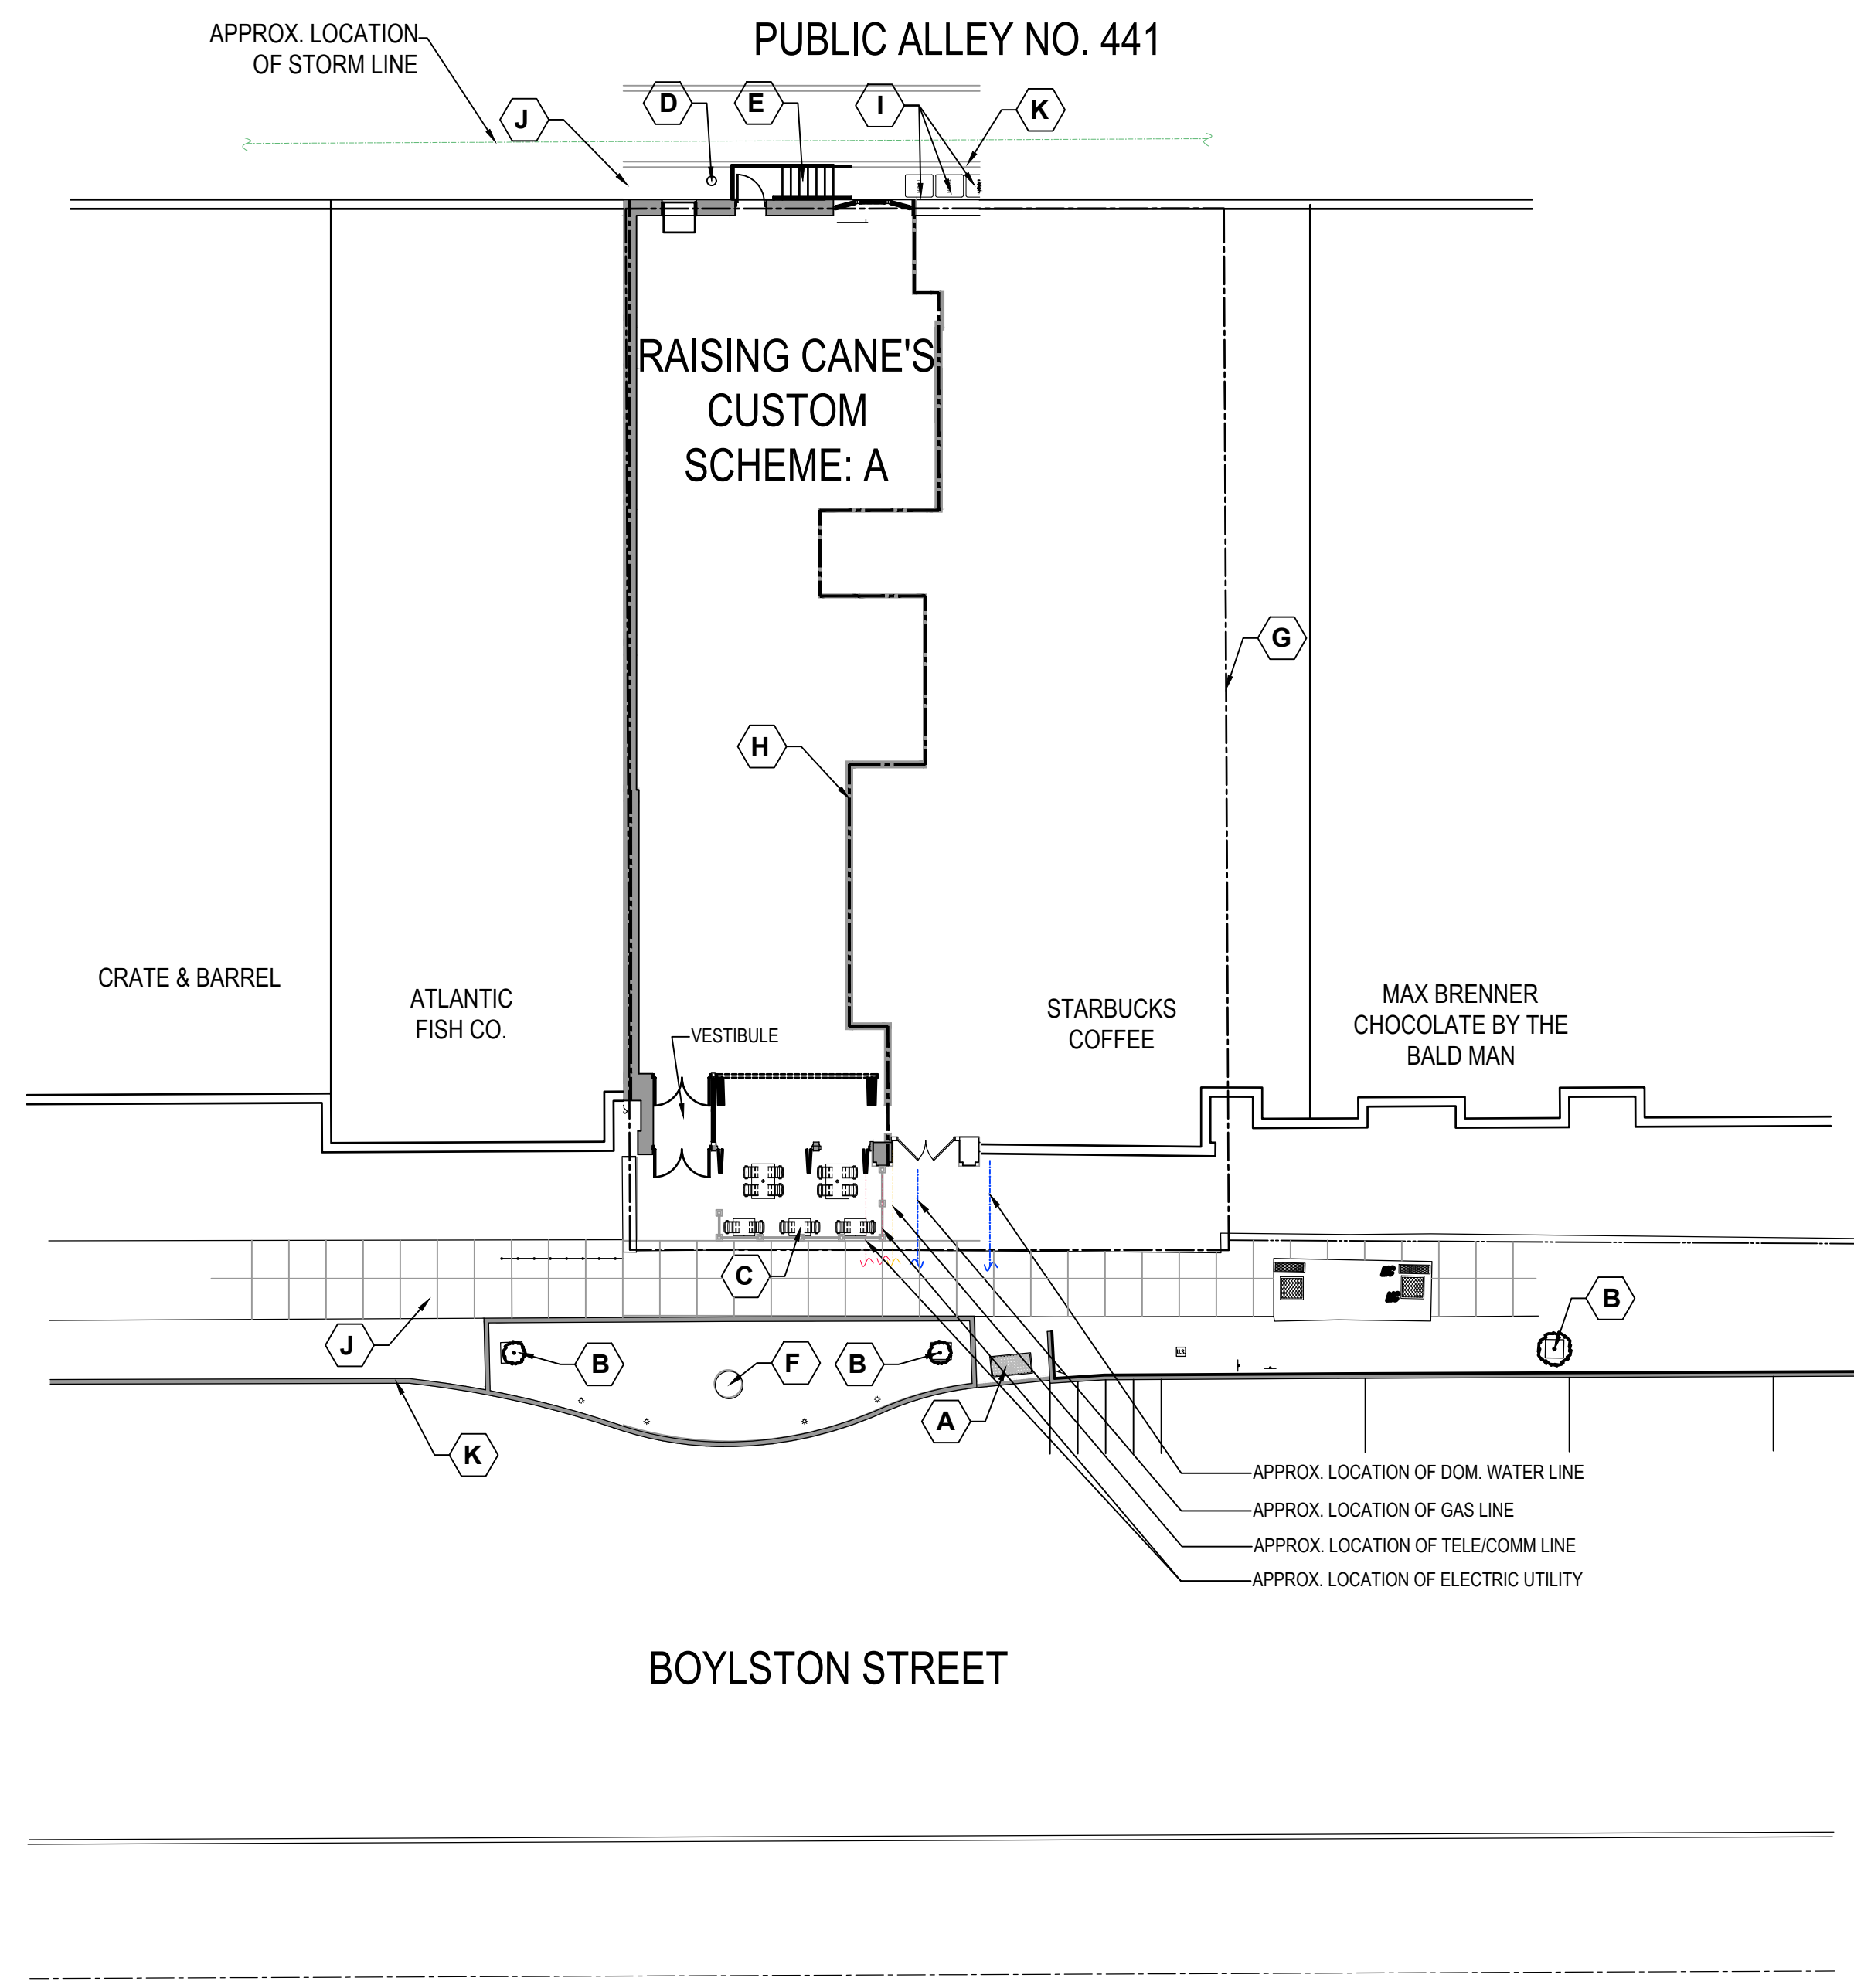 APPROX. LOCATION
OF STORM LINE
PUBLIC ALLEY NO. 441
J
D
E
I
K
RAISING CANE'S
CUSTOM
SCHEME: A
G
H
CRATE & BARREL
ATLANTIC
FISH CO.
STARBUCKS
COFFEE
MAX BRENNER
CHOCOLATE BY THE
BALD MAN
VESTIBULE
C
B
J
B
F
B
A
K
APPROX. LOCATION OF DOM. WATER LINE
APPROX. LOCATION OF GAS LINE
APPROX. LOCATION OF TELE/COMM LINE
APPROX. LOCATION OF ELECTRIC UTILITY
BOYLSTON STREET